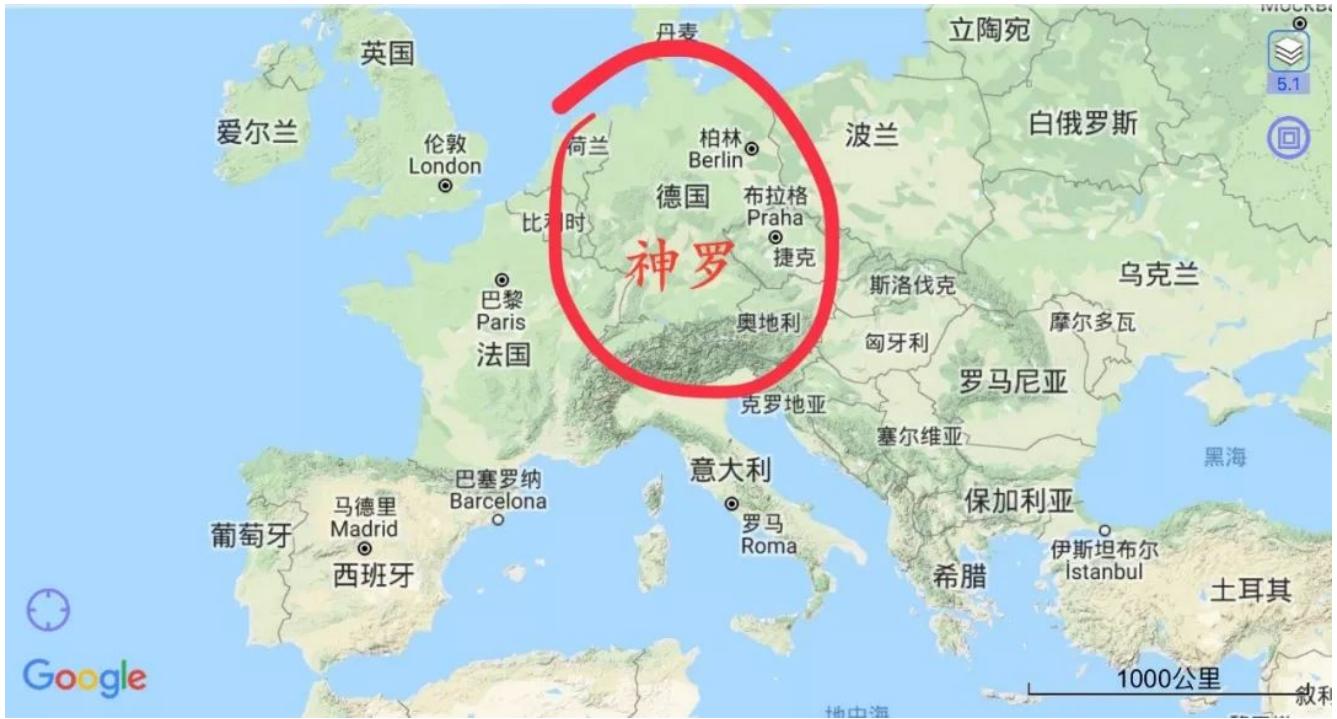 MOCKBA
丹麦
立陶宛
英国
5.1
爱尔兰
伦敦
London
荷兰
柏林
Berlin
波兰
白俄罗斯
德国
布拉格
Praha
比利时
捷克
神罗
乌克兰
巴黎
Paris
斯洛伐克
法国
奥地利
摩尔多瓦
匈牙利
罗马尼亚
克罗地亚
塞尔维亚
黑海
巴塞罗纳
Barcelona
意大利
马德里
Madrid
保加利亚
葡萄牙
罗马
Roma
伊斯坦布尔
İstanbul
西班牙
希腊
土耳其
Google
1000公里
叙利
地中海